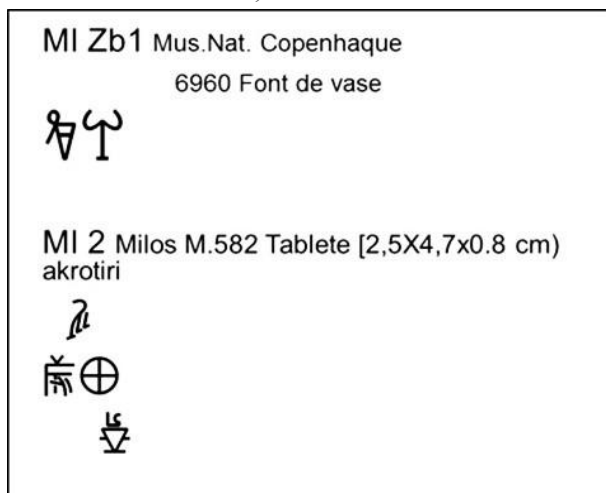 MI Zb1 Mus.Nat. Copenhaque
6960 Font de vase
MI 2 Milos M.582 Tablete [2,5X4,7x0.8 cm)
akrotiri